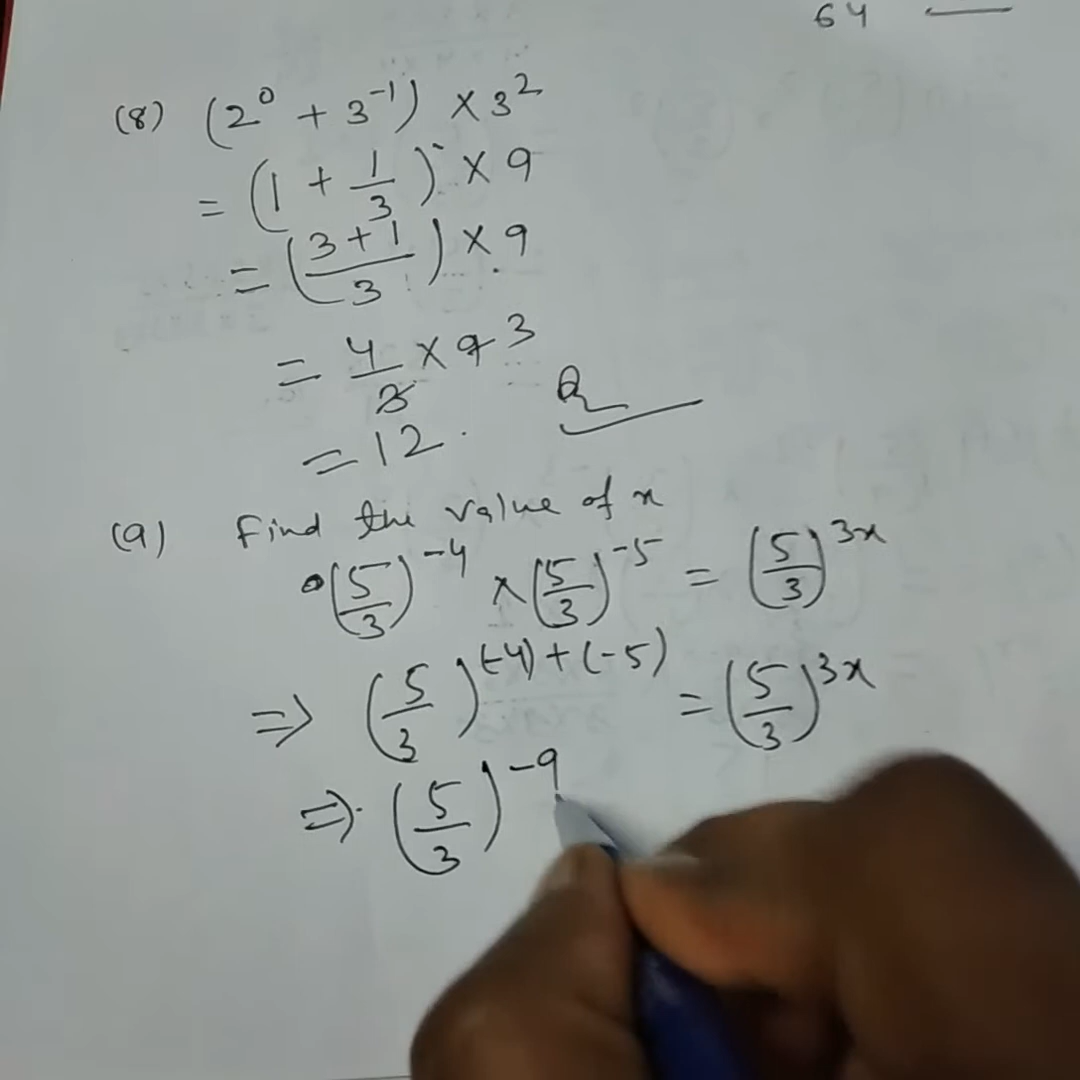 64
(8) (2⁰ + 3⁻¹) × 3²
= (1 + 1/3) × 9
= ((3+1)/3) × 9
= 4/3 × 9 3
= 12.
(9) Find the value of x
(5/3)⁻⁴ × (5/3)⁻⁵ = (5/3)³ˣ
⇒ (5/3)⁽⁻⁴⁾⁺⁽⁻⁵⁾ = (5/3)³ˣ
⇒ (5/3)⁻⁹